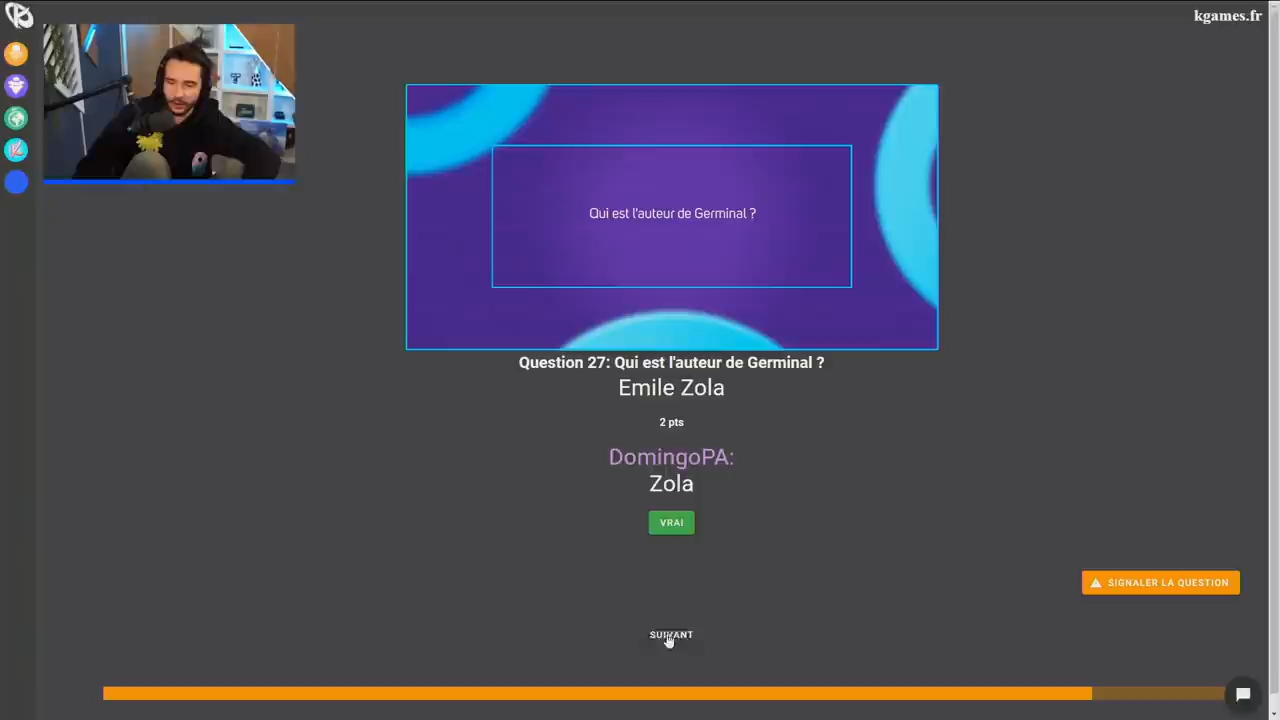 kgames.fr
Qui est l'auteur de Germinal ?
Question 27: Qui est l'auteur de Germinal ?
Emile Zola
2 pts
DomingoPA:
Zola
VRAI
SIGNALER LA QUESTION
SUIVANT